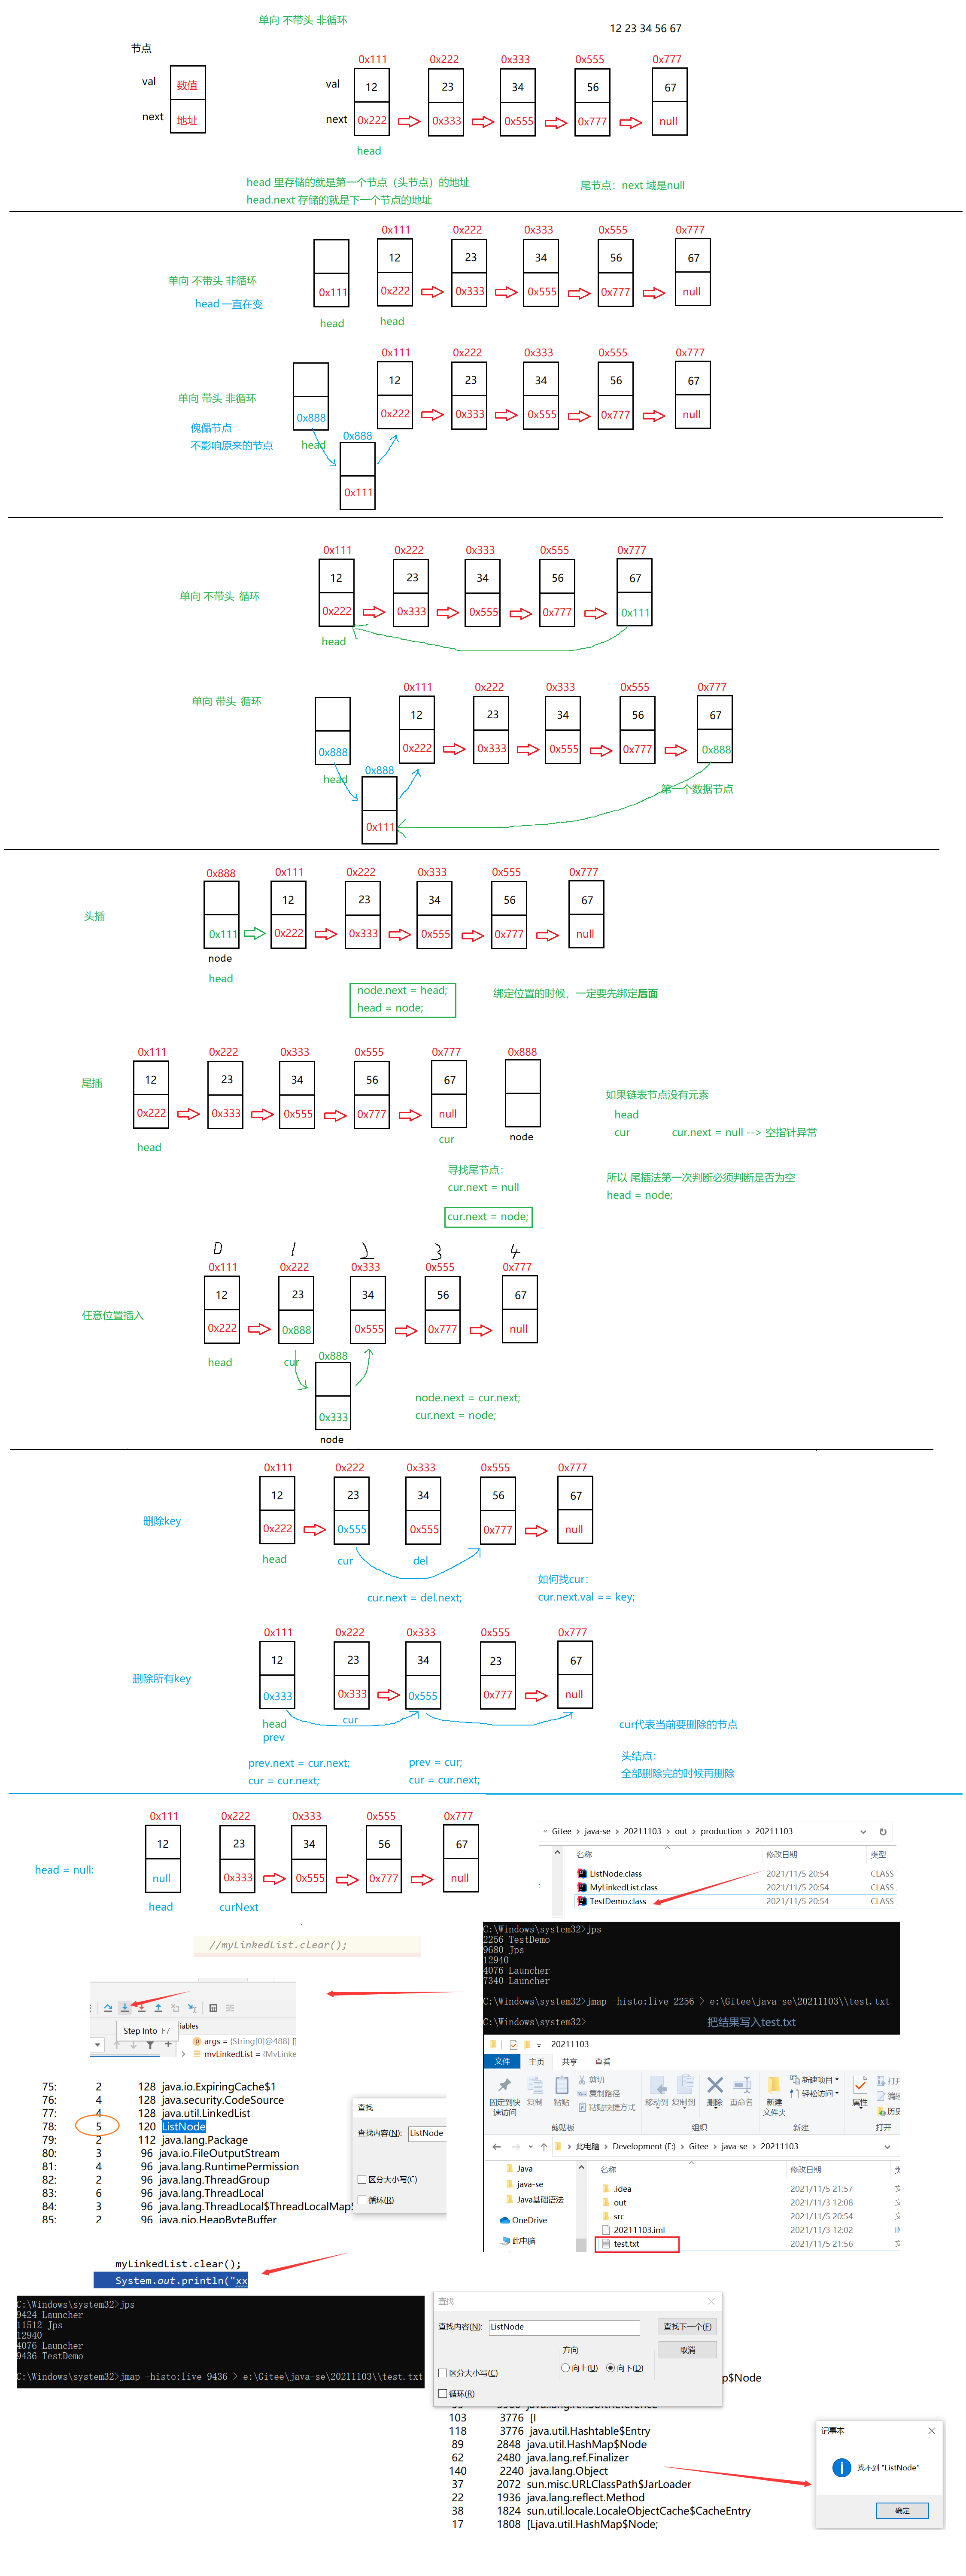 单向 不带头 非循环
12 23 34 56 67
节点
0x111 0x222 0x333 0x555 0x777
val 数值 val 12 23 34 56 67
next 地址 next 0x222 0x333 0x555 0x777 null
head
head 里存储的就是第一个节点（头节点）的地址 尾节点：next 域是null
head.next 存储的就是下一个节点的地址
0x111 0x222 0x333 0x555 0x777
12 23 34 56 67
单向 不带头 非循环
0x111 0x222 0x333 0x555 0x777 null
head 一直在变
head head
0x111 0x222 0x333 0x555 0x777
12 23 34 56 67
单向 带头 非循环
0x888 0x222 0x333 0x555 0x777 null
傀儡节点
不影响原来的节点 head 0x888
0x111
0x111 0x222 0x333 0x555 0x777
12 23 34 56 67
单向 不带头 循环
0x222 0x333 0x555 0x777 0x111
head
0x111 0x222 0x333 0x555 0x777
单向 带头 循环
12 23 34 56 67
0x888 0x222 0x333 0x555 0x777 0x888
head 0x888
第一个数据节点
0x111
0x888 0x111 0x222 0x333 0x555 0x777
头插
12 23 34 56 67
0x111 0x222 0x333 0x555 0x777 null
node
head
node.next = head; 绑定位置的时候，一定要先绑定后面
head = node;
0x111 0x222 0x333 0x555 0x777 0x888
尾插 12 23 34 56 67
如果链表节点没有元素
0x222 0x333 0x555 0x777 null
head
head cur node
cur cur.next = null --> 空指针异常
寻找尾节点：
cur.next = null
所以 尾插法第一次判断必须判断是否为空
head = node;
cur.next = node;
0 1 2 3 4
0x111 0x222 0x333 0x555 0x777
12 23 34 56 67
任意位置插入
0x222 0x888 0x555 0x777 null
head cur 0x888
0x333
node
node.next = cur.next;
cur.next = node;
0x111 0x222 0x333 0x555 0x777
12 23 34 56 67
删除key
0x222 0x555 0x555 0x777 null
head cur del
cur.next = del.next;
如何找cur：
cur.next.val == key;
0x111 0x222 0x333 0x555 0x777
12 23 34 23 67
删除所有key
0x333 0x333 0x555 0x777 null
head cur
prev
cur代表当前要删除的节点
prev.next = cur.next; prev = cur;
cur = cur.next; cur = cur.next;
头结点：
全部删除完的时候再删除
0x111 0x222 0x333 0x555 0x777
12 23 34 56 67
head = null:
null 0x333 0x555 0x777 null
head curNext
« Gitee › java-se › 20211103 › out › production › 20211103
名称 修改日期 类型
ListNode.class 2021/11/5 20:54 CLASS
MyLinkedList.class 2021/11/5 20:54 CLASS
TestDemo.class 2021/11/5 20:54 CLASS
//myLinkedList.clear();
C:\Windows\system32>jps
2256 TestDemo
9680 Jps
12940
4076 Launcher
7340 Launcher
C:\Windows\system32>jmap -histo:live 2256 > e:\Gitee\java-se\20211103\\test.txt
C:\Windows\system32>
把结果写入test.txt
Step Into F7
riables
args = {String[0]@488} []
20211103
文件 主页 共享 查看
固定到快速访问 复制 粘贴 剪切
复制路径
粘贴快捷方式
移动到 复制到 删除 重命名
新建文件夹 新建项目
轻松访问
属性
剪贴板 组织 新建 打开
此电脑 › Development (E:) › Gitee › java-se › 20211103
Java
java-se
Java基础语法
OneDrive
此电脑
名称 修改日期
.idea 2021/11/5 21:57
out 2021/11/3 12:08
src 2021/11/5 20:54
20211103.iml 2021/11/3 12:02
test.txt 2021/11/5 21:56
75: 2 128 java.io.ExpiringCache$1
76: 4 128 java.security.CodeSource
77: 4 128 java.util.LinkedList
78: 5 120 ListNode
79: 2 112 java.lang.Package
80: 3 96 java.io.FileOutputStream
81: 4 96 java.lang.RuntimePermission
82: 2 96 java.lang.ThreadGroup
83: 6 96 java.lang.ThreadLocal
84: 3 96 java.lang.ThreadLocal$ThreadLocalMap$
85: 2 96 java.nio.HeapByteBuffer
查找
查找内容(N): ListNode
区分大小写(C)
循环(R)
myLinkedList.clear();
System.out.println("xx
C:\Windows\system32>jps
9424 Launcher
11512 Jps
12940
4076 Launcher
9436 TestDemo
C:\Windows\system32>jmap -histo:live 9436 > e:\Gitee\java-se\20211103\\test.txt
查找
查找内容(N): ListNode 查找下一个(F)
方向 取消
向上(U) 向下(D)
区分大小写(C)
循环(R)
p$Node
103 3776 [I
118 3776 java.util.Hashtable$Entry
89 2848 java.util.HashMap$Node
62 2480 java.lang.ref.Finalizer
140 2240 java.lang.Object
37 2072 sun.misc.URLClassPath$JarLoader
22 1936 java.lang.reflect.Method
38 1824 sun.util.locale.LocaleObjectCache$CacheEntry
17 1808 [Ljava.util.HashMap$Node;
记事本
找不到 "ListNode"
确定